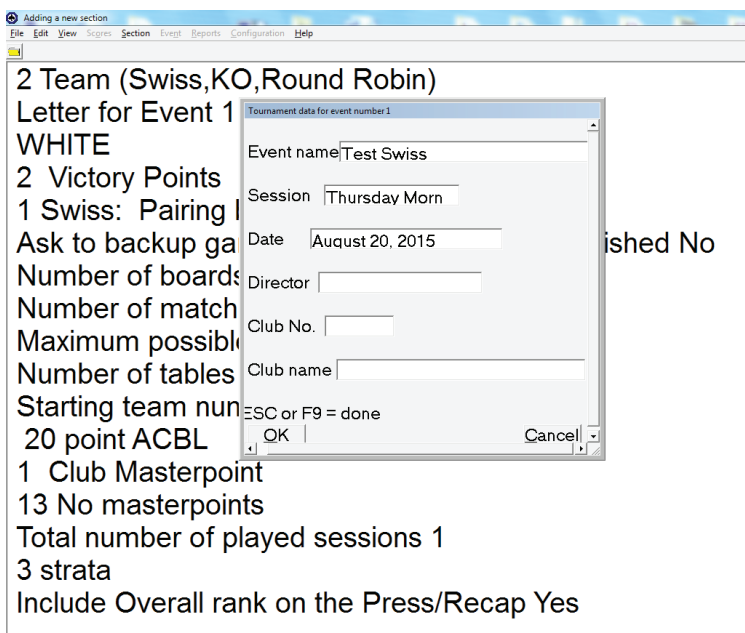 Adding a new section
File Edit View Scores Section Event Reports Configuration Help
2 Team (Swiss,KO,Round Robin)
Letter for Event 1
WHITE
2 Victory Points
1 Swiss: Pairing
Ask to backup ished No
Number of boards
Number of match
Maximum possible
Number of tables
Starting team num
20 point ACBL
1 Club Masterpoint
13 No masterpoints
Total number of played sessions 1
3 strata
Include Overall rank on the Press/Recap Yes
Tournament data for event number 1
Event name Test Swiss
Session Thursday Morn
Date August 20, 2015
Director
Club No.
Club name
ESC or F9 = done
OK Cancel